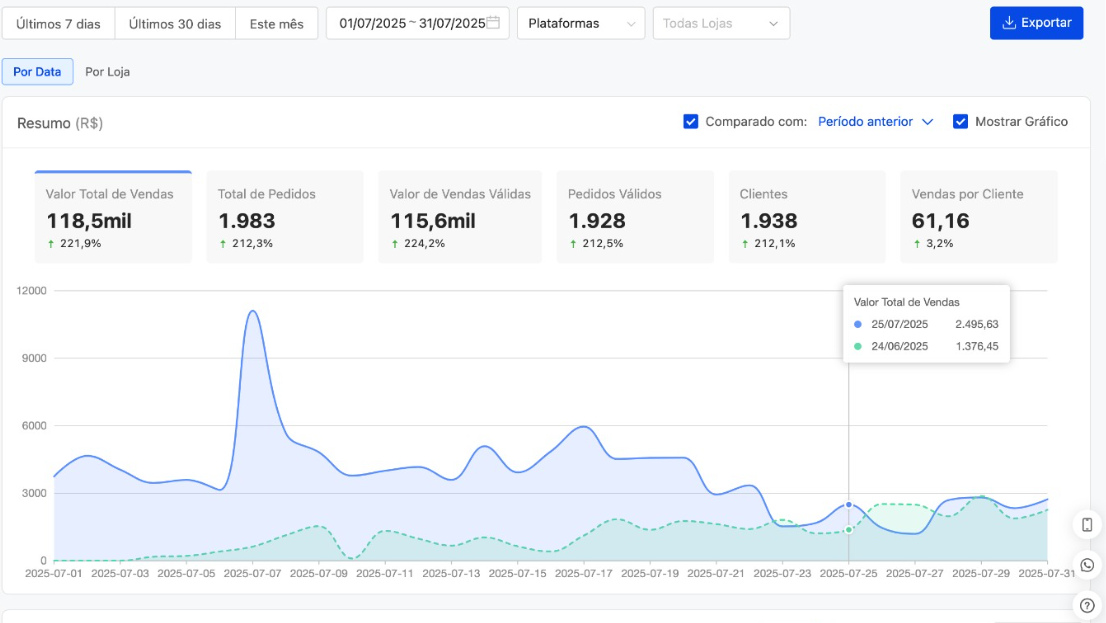 Últimos 7 dias Últimos 30 dias Este mês 01/07/2025 ~ 31/07/2025 Plataformas Todas Lojas Exportar
Por Data Por Loja
Resumo (R$) Comparado com: Período anterior Mostrar Gráfico
Valor Total de Vendas Total de Pedidos Valor de Vendas Válidas Pedidos Válidos Clientes Vendas por Cliente
118,5mil 1.983 115,6mil 1.928 1.938 61,16
↑ 221,9% ↑ 212,3% ↑ 224,2% ↑ 212,5% ↑ 212,1% ↑ 3,2%
12000
Valor Total de Vendas
25/07/2025 2.495,63
24/06/2025 1.376,45
9000
6000
3000
0
2025-07-01 2025-07-03 2025-07-05 2025-07-07 2025-07-09 2025-07-11 2025-07-13 2025-07-15 2025-07-17 2025-07-19 2025-07-21 2025-07-23 2025-07-25 2025-07-27 2025-07-29 2025-07-31